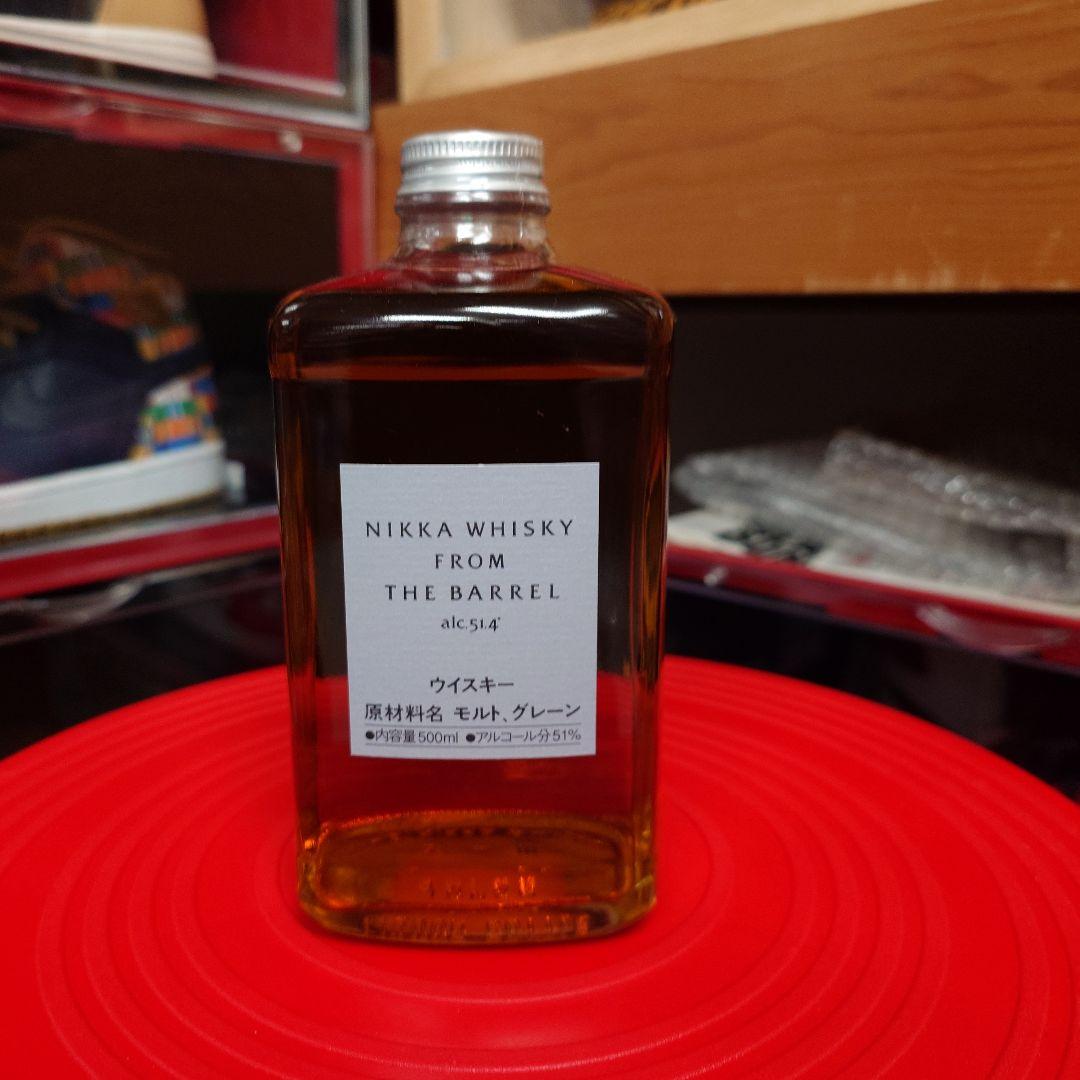 NIKKA WHISKY
FROM
THE BARREL
alc.51.4°
ウイスキー
原材料名 モルト、グレーン
●内容量500ml ●アルコール分51%